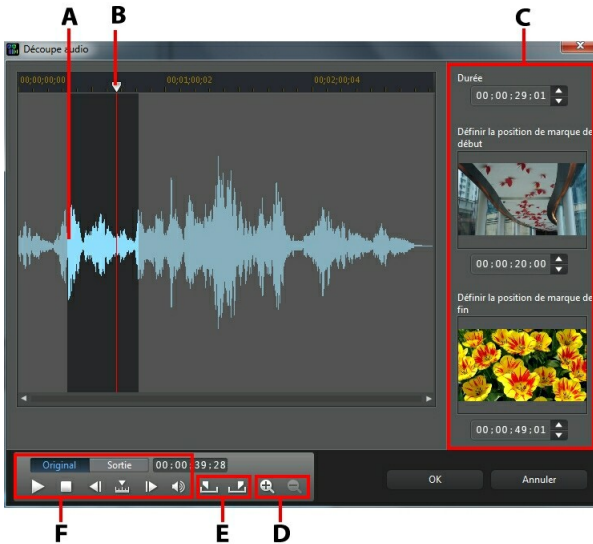 A
B
C
Découpe audio
00;00;00;00
00;01;00;02
00;02;00;04
Durée
00;00;29;01
Définir la position de marque de
début
00;00;20;00
Définir la position de marque de
fin
00;00;49;01
Original
Sortie
00;00;39;28
OK
Annuler
F
E
D